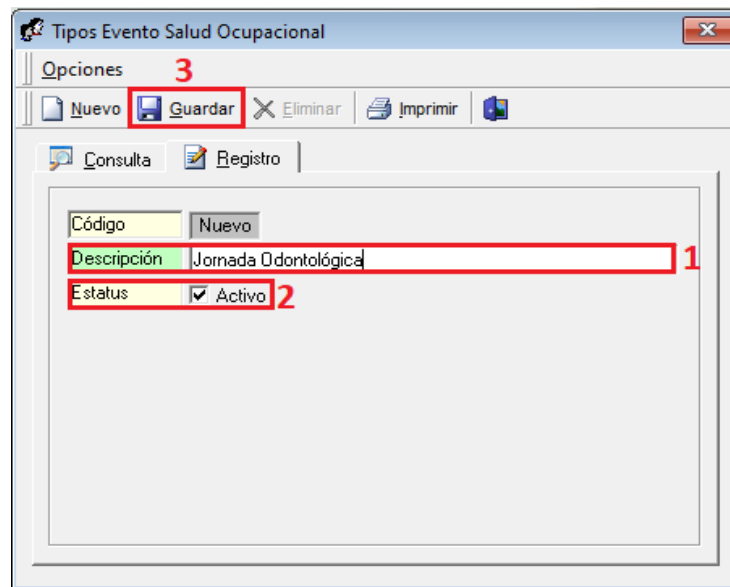 Tipos Evento Salud Ocupacional
Opciones
3
Nuevo Guardar Eliminar Imprimir
Consulta Registro
Código Nuevo
Descripción Jornada Odontológica 1
Estatus Activo 2